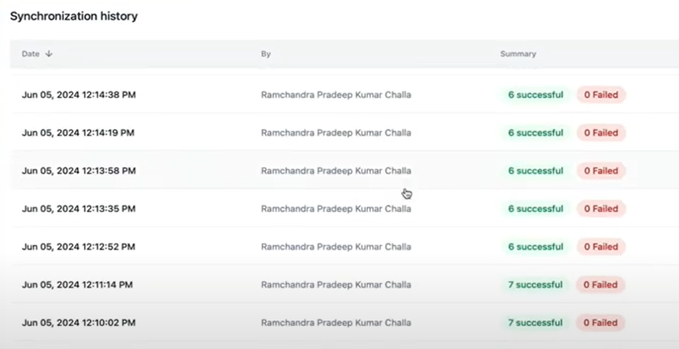 Synchronization history
Date ↓ By Summary
Jun 05, 2024 12:14:38 PM Ramchandra Pradeep Kumar Challa 6 successful 0 Failed
Jun 05, 2024 12:14:19 PM Ramchandra Pradeep Kumar Challa 6 successful 0 Failed
Jun 05, 2024 12:13:58 PM Ramchandra Pradeep Kumar Challa 6 successful 0 Failed
Jun 05, 2024 12:13:35 PM Ramchandra Pradeep Kumar Challa 6 successful 0 Failed
Jun 05, 2024 12:12:52 PM Ramchandra Pradeep Kumar Challa 6 successful 0 Failed
Jun 05, 2024 12:11:14 PM Ramchandra Pradeep Kumar Challa 7 successful 0 Failed
Jun 05, 2024 12:10:02 PM Ramchandra Pradeep Kumar Challa 7 successful 0 Failed